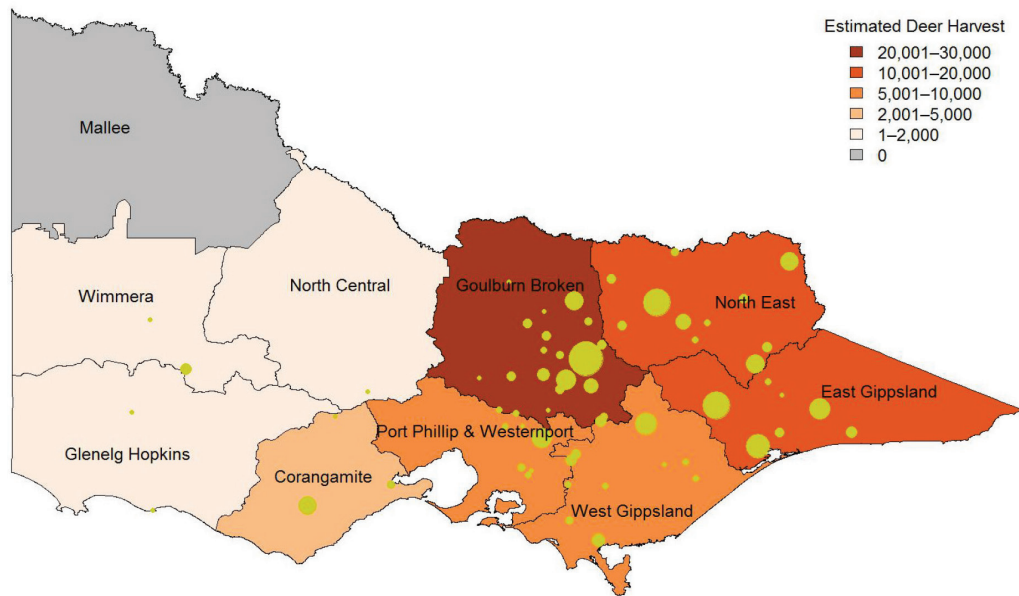 Estimated Deer Harvest
20,001–30,000
10,001–20,000
5,001–10,000
2,001–5,000
1–2,000
0
Mallee
Wimmera
North Central
Goulburn Broken
North East
East Gippsland
Glenelg Hopkins
Port Phillip & Westernport
Corangamite
West Gippsland